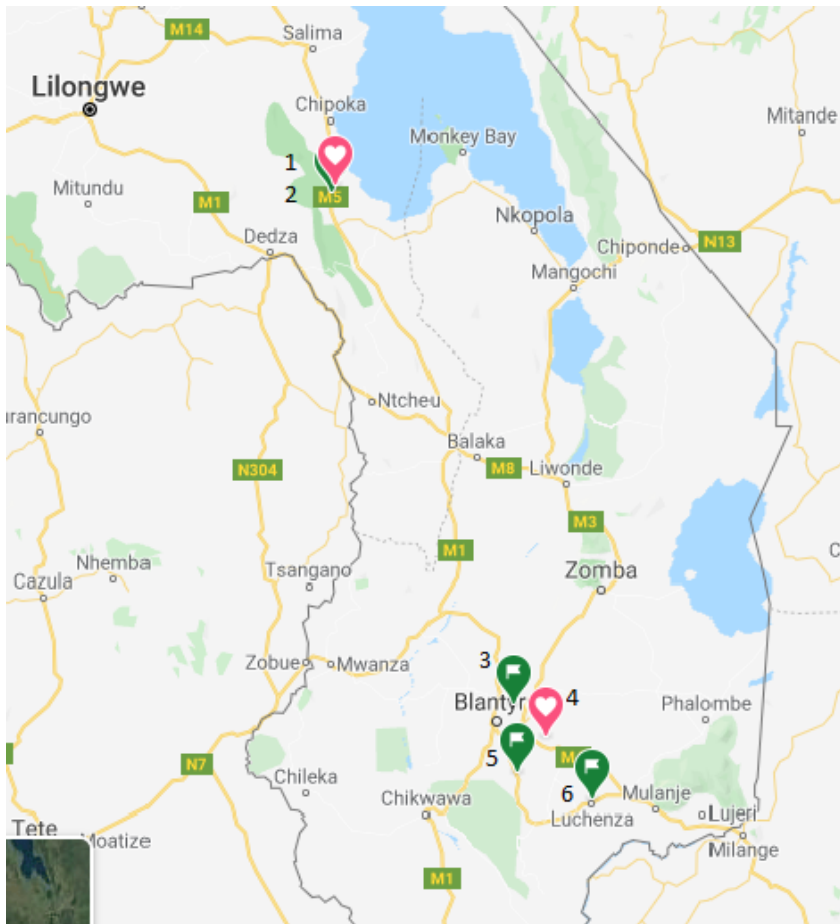 M14
Salima
Lilongwe
Chipoka
Mitande
Monkey Bay
1
Mitundu
M1
2
M5
Nkopola
Chiponde
N13
Dedza
Mangochi
Ntcheu
urancungo
Balaka
M8
Liwonde
N304
M3
M1
Nhemba
Tsangano
Zomba
Cazula
C
Zobue
Mwanza
3
4
Blantyr
Phalombe
5
M
N7
Chileka
6
Chikwawa
Luchenza
Mulanje
Lujeri
Tete
Moatize
Milange
M1